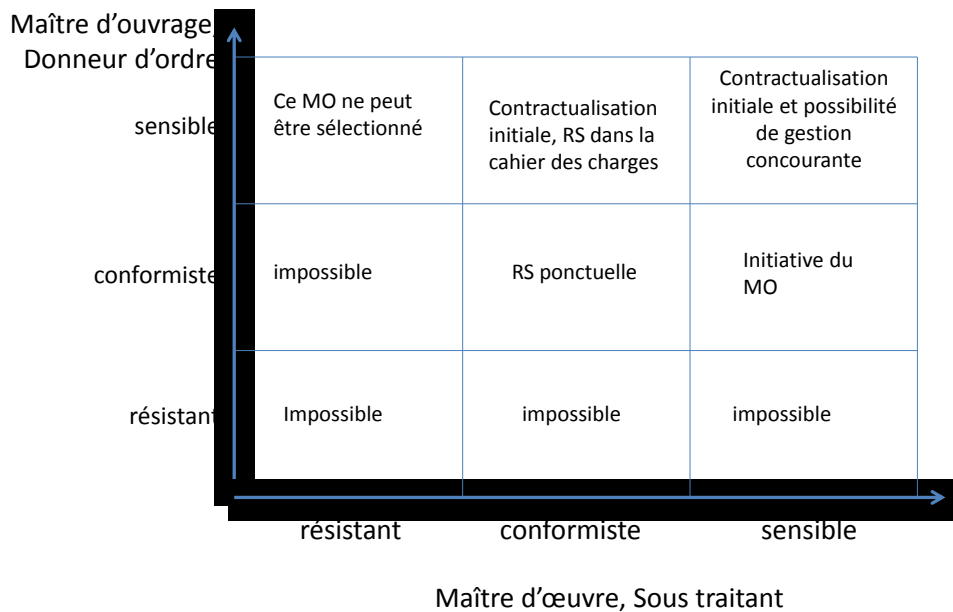 Maître d’ouvrage,
Donneur d’ordre
sensible
Ce MO ne peut
être sélectionné
Contractualisation
initiale, RS dans la
cahier des charges
Contractualisation
initiale et possibilité
de gestion
concourante
conformiste
impossible
RS ponctuelle
Initiative du
MO
résistant
Impossible
impossible
impossible
résistant
conformiste
sensible
Maître d’œuvre, Sous traitant